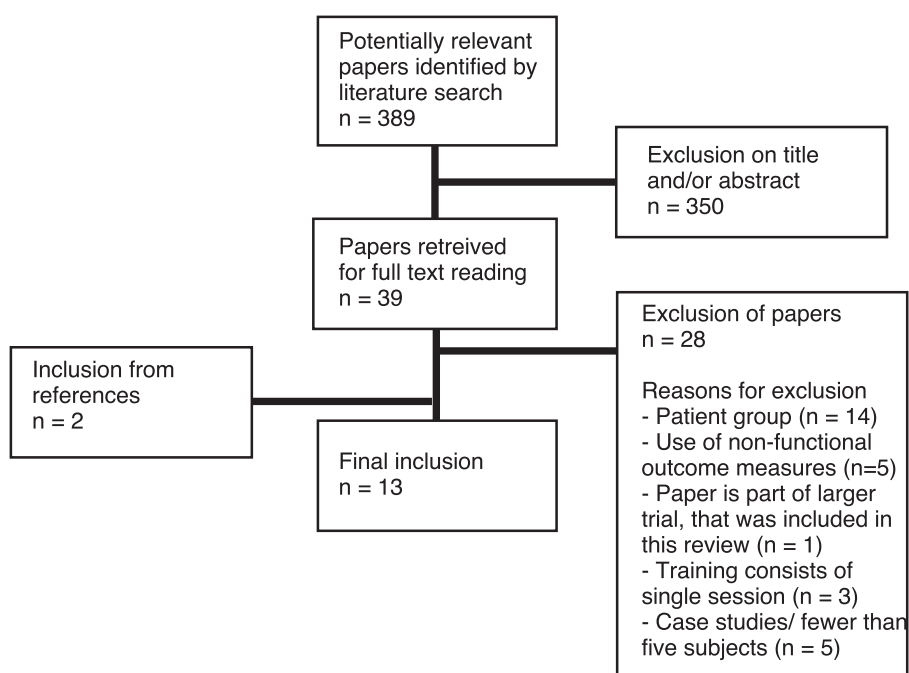 Potentially relevant
papers identified by
literature search
n = 389
Exclusion on title
and/or abstract
n = 350
Papers retreived
for full text reading
n = 39
Exclusion of papers
n = 28
Reasons for exclusion
- Patient group (n = 14)
- Use of non-functional
outcome measures (n=5)
- Paper is part of larger
trial, that was included in
this review (n = 1)
- Training consists of
single session (n = 3)
- Case studies/ fewer than
five subjects (n = 5)
Inclusion from
references
n = 2
Final inclusion
n = 13